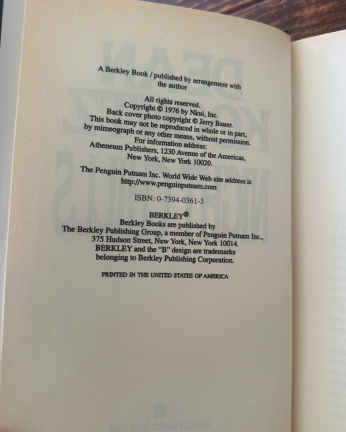 A Berkley Book / published by arrangement with
the author
All rights reserved.
Copyright © 1976 by Nkui, Inc.
Back cover photo copyright © Jerry Bauer.
This book may not be reproduced in whole or in part,
by mimeograph or any other means, without permission.
For information address:
Atheneum Publishers, 1230 Avenue of the Americas,
New York, New York 10020.
The Penguin Putnam Inc. World Wide Web site address is
http://www.penguinputnam.com
ISBN: 0-7394-0361-3
BERKLEY®
Berkley Books are published by
The Berkley Publishing Group, a member of Penguin Putnam Inc.,
375 Hudson Street, New York, New York 10014.
BERKLEY and the "B" design are trademarks
belonging to Berkley Publishing Corporation.
PRINTED IN THE UNITED STATES OF AMERICA